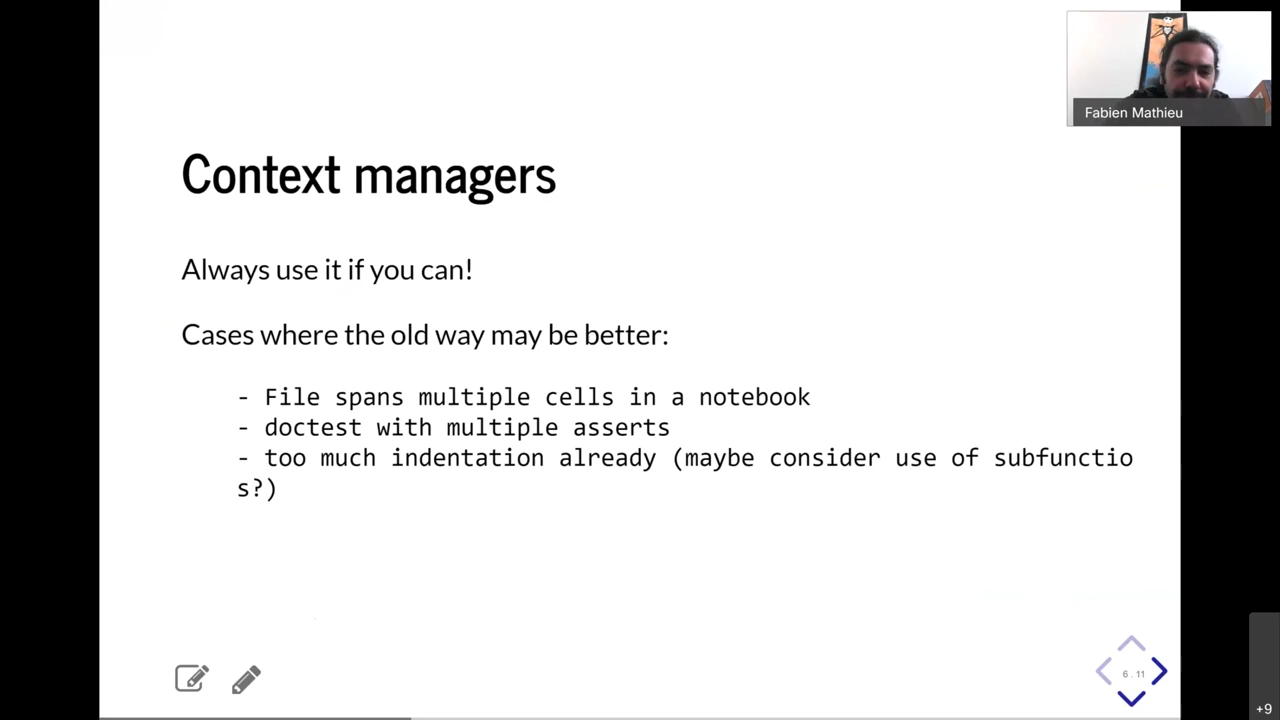 Context managers
Always use it if you can!
Cases where the old way may be better:
- File spans multiple cells in a notebook
- doctest with multiple asserts
- too much indentation already (maybe consider use of subfunctio
s?)
Fabien Mathieu
6 . 11
+9